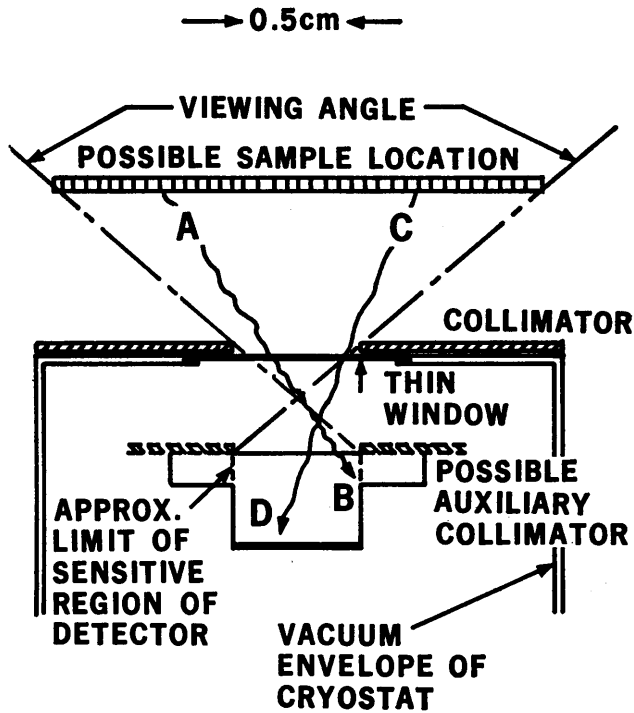 0.5cm
VIEWING ANGLE
POSSIBLE SAMPLE LOCATION
A
C
COLLIMATOR
THIN
WINDOW
D
B
POSSIBLE
AUXILIARY
COLLIMATOR
APPROX.
LIMIT OF
SENSITIVE
REGION OF
DETECTOR
VACUUM
ENVELOPE OF
CRYOSTAT